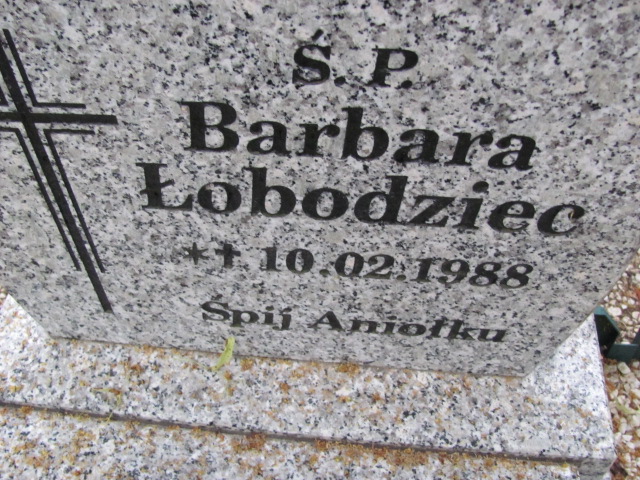 Ś.P.
Barbara
Łobodziec
*† 10.02.1988
Śpij Aniołku